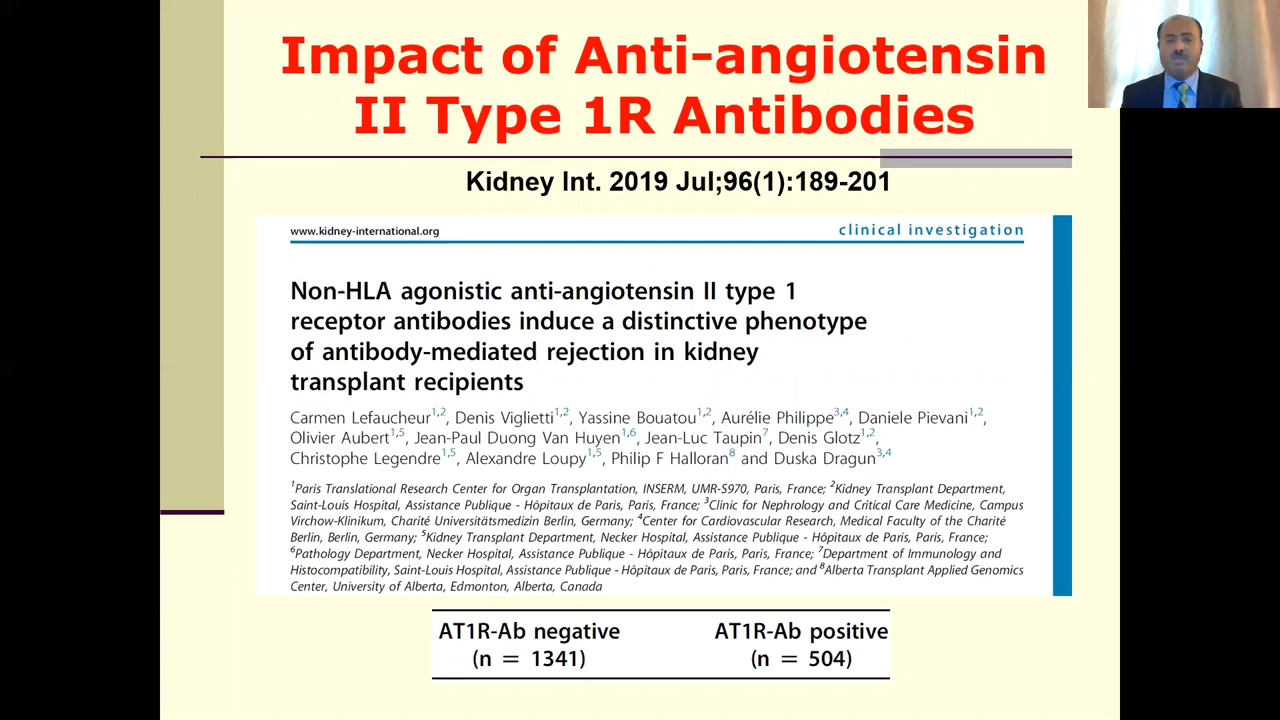 Impact of Anti-angiotensin
II Type 1R Antibodies
Kidney Int. 2019 Jul;96(1):189-201
www.kidney-international.org
clinical investigation
Non-HLA agonistic anti-angiotensin II type 1
receptor antibodies induce a distinctive phenotype
of antibody-mediated rejection in kidney
transplant recipients
Carmen Lefaucheur1,2, Denis Viglietti1,2, Yassine Bouatou1,2, Aurélie Philippe3,4, Daniele Pievani1,2,
Olivier Aubert1,5, Jean-Paul Duong Van Huyen1,6, Jean-Luc Taupin7, Denis Glotz1,2,
Christophe Legendre1,5, Alexandre Loupy1,5, Philip F Halloran8 and Duska Dragun3,4
1Paris Translational Research Center for Organ Transplantation, INSERM, UMR-S970, Paris, France; 2Kidney Transplant Department,
Saint-Louis Hospital, Assistance Publique - Hôpitaux de Paris, Paris, France; 3Clinic for Nephrology and Critical Care Medicine, Campus
Virchow-Klinikum, Charité Universitätsmedizin Berlin, Germany; 4Center for Cardiovascular Research, Medical Faculty of the Charité
Berlin, Berlin, Germany; 5Kidney Transplant Department, Necker Hospital, Assistance Publique - Hôpitaux de Paris, Paris, France;
6Pathology Department, Necker Hospital, Assistance Publique - Hôpitaux de Paris, Paris, France; 7Department of Immunology and
Histocompatibility, Saint-Louis Hospital, Assistance Publique - Hôpitaux de Paris, Paris, France; and 8Alberta Transplant Applied Genomics
Center, University of Alberta, Edmonton, Alberta, Canada
AT1R-Ab negative AT1R-Ab positive
(n = 1341) (n = 504)